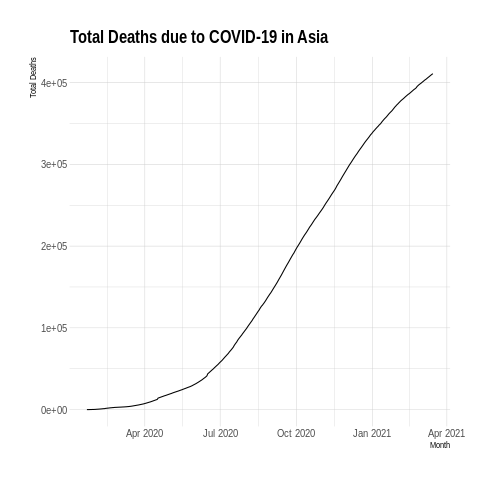 Total Deaths due to COVID-19 in Asia
Total Deaths
4e+05
3e+05
2e+05
1e+05
0e+00
Apr 2020 Jul 2020 Oct 2020 Jan 2021 Apr 2021
Month